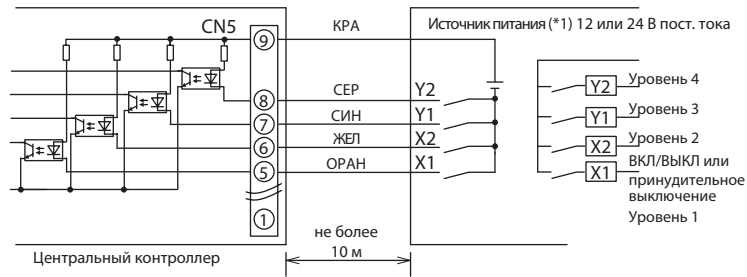 CN5
КРА
Источник питания (*1) 12 или 24 В пост. тока
9
8
СЕР
Y2
7
СИН
Y1
6
ЖЕЛ
X2
5
ОРАН
X1
1
Y2 Уровень 4
Y1 Уровень 3
X2 Уровень 2
X1 ВКЛ/ВЫКЛ или
принудительное
выключение
Уровень 1
не более
10 м
Центральный контроллер